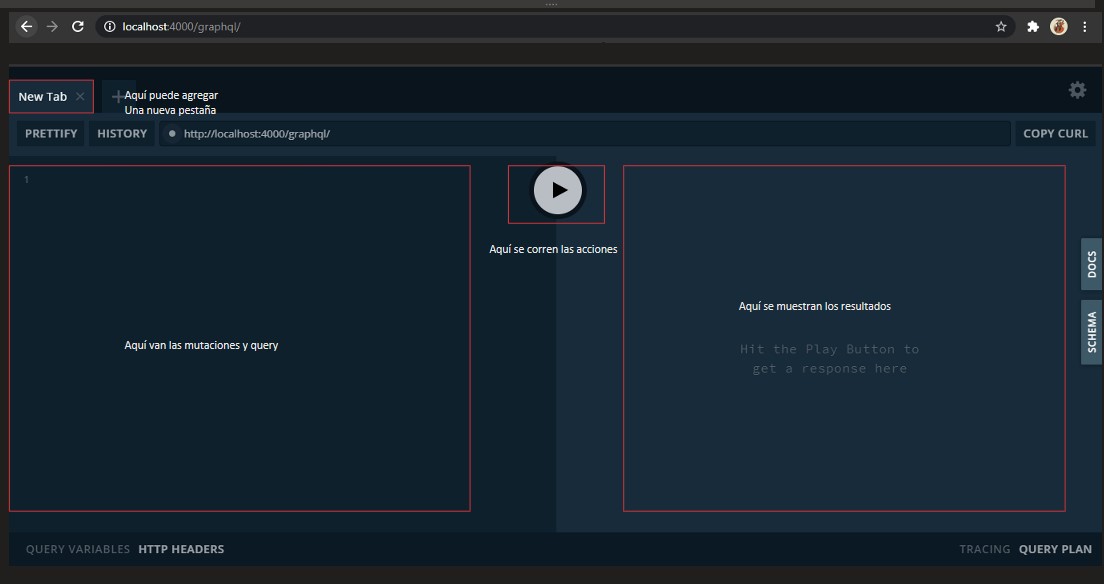 localhost:4000/graphql/
New Tab
Aquí puede agregar
Una nueva pestaña
PRETTIFY HISTORY http://localhost:4000/graphql/ COPY CURL
1
Aquí se corren las acciones
DOCS
Aquí se muestran los resultados
SCHEMA
Aquí van las mutaciones y query
Hit the Play Button to
get a response here
QUERY VARIABLES HTTP HEADERS TRACING QUERY PLAN